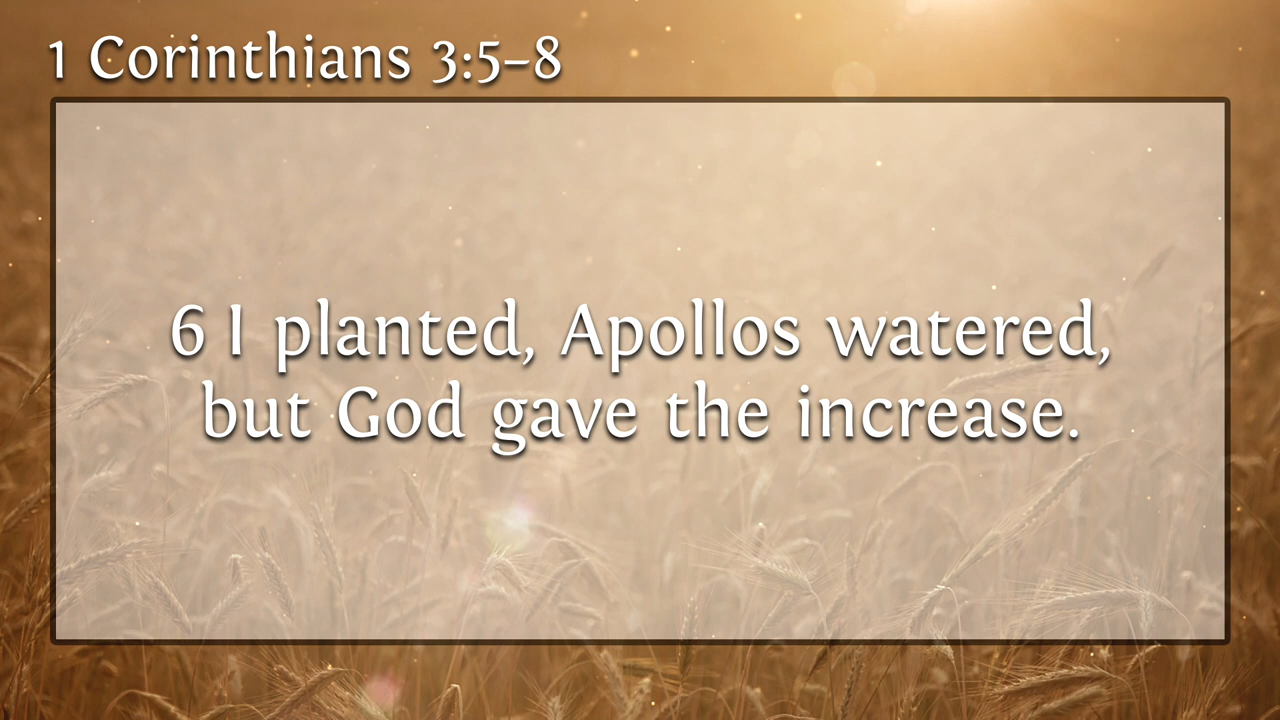 1 Corinthians 3:5–8
6 I planted, Apollos watered,
but God gave the increase.